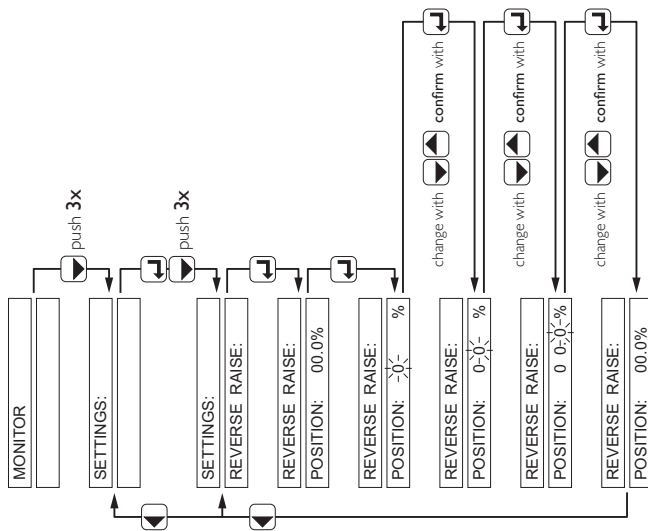 MONITOR
push 3x
SETTINGS:
push 3x
SETTINGS:
REVERSE RAISE:
REVERSE RAISE:
POSITION: 00.0%
REVERSE RAISE:
POSITION: 0 %
change with confirm with
REVERSE RAISE:
POSITION: 0 0 %
change with confirm with
REVERSE RAISE:
POSITION: 0 0 0 %
change with confirm with
REVERSE RAISE:
POSITION: 00.0%